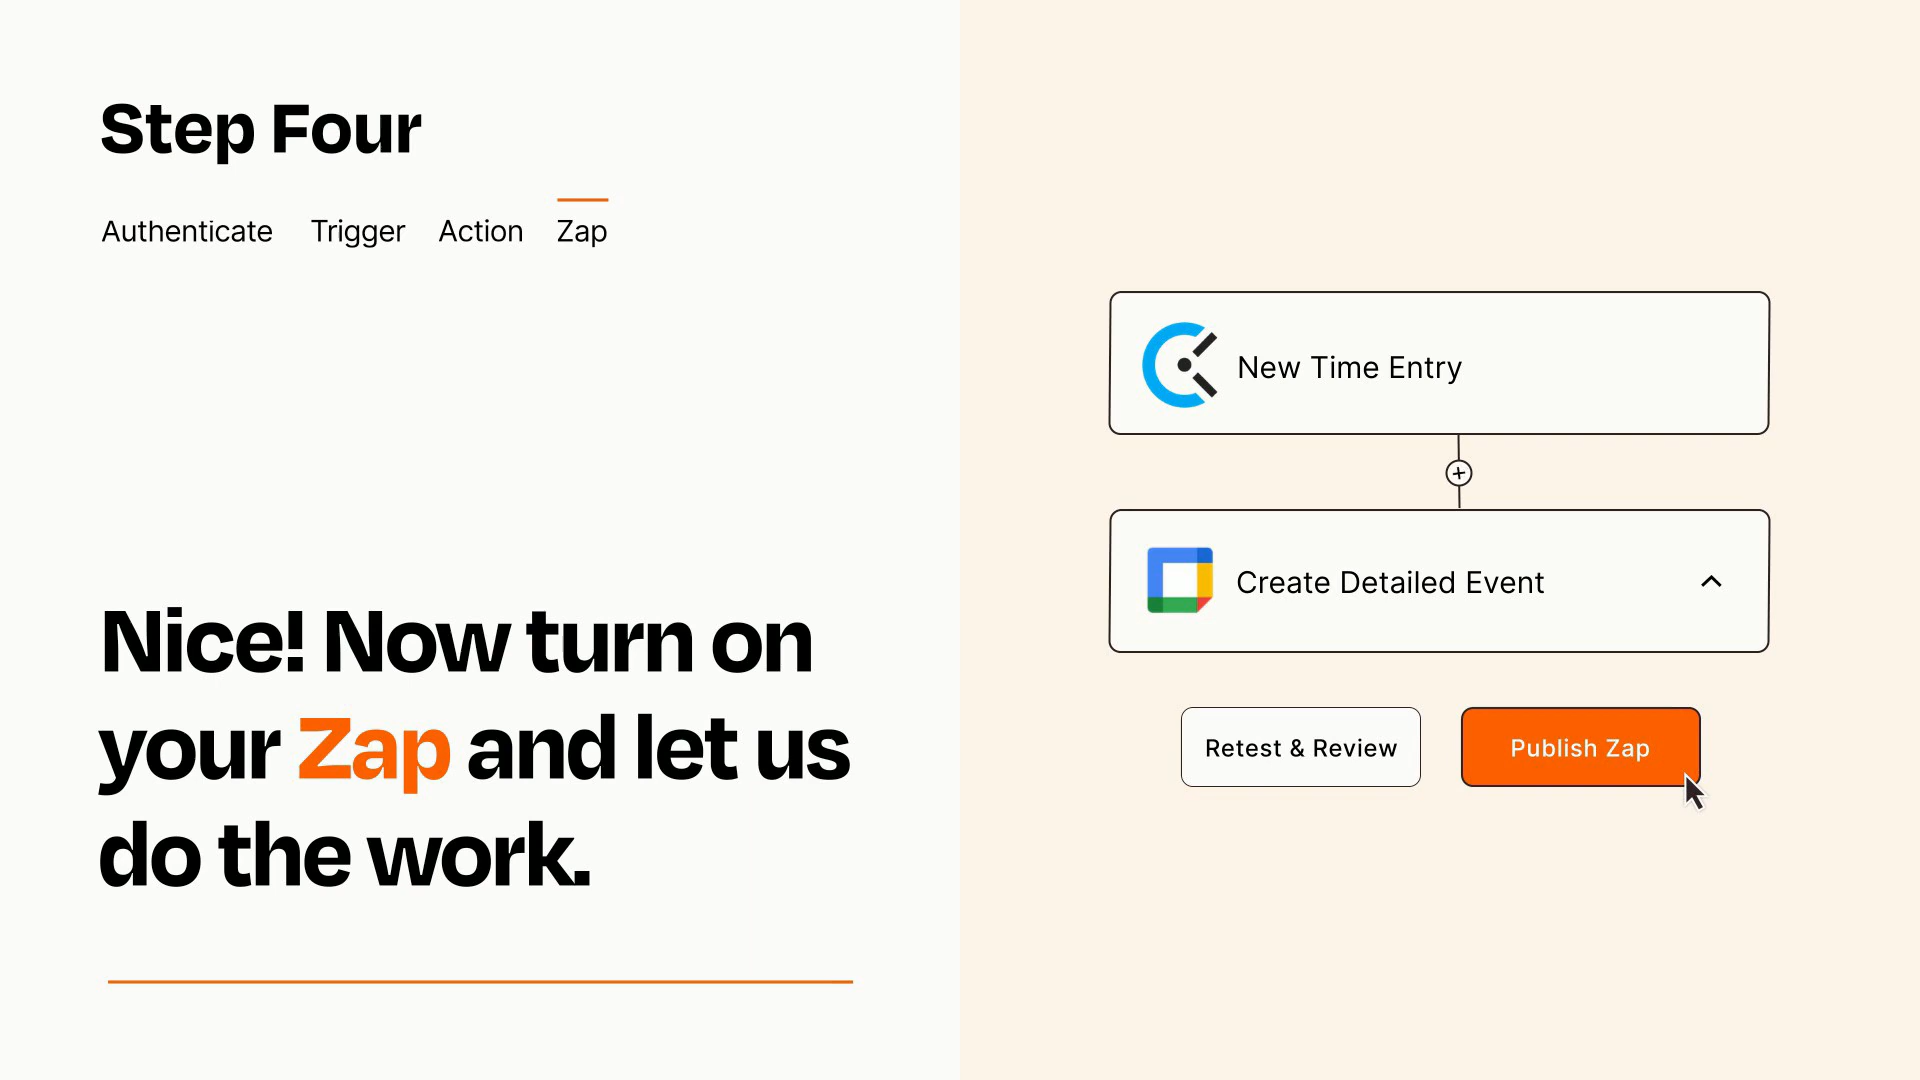 Step Four
Authenticate Trigger Action Zap
Nice! Now turn on
your Zap and let us
do the work.
New Time Entry
Create Detailed Event
Retest & Review
Publish Zap